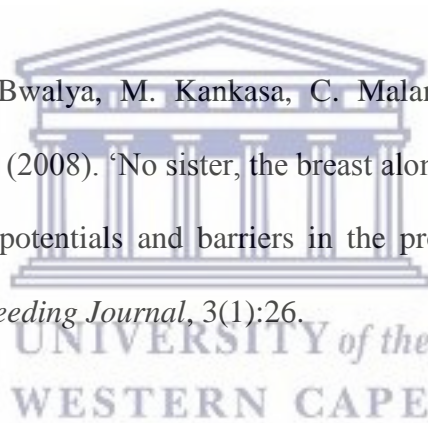 Bwalya, M. Kankasa, C. Malar
(2008). ‘No sister, the breast alon
potentials and barriers in the pr
eeding Journal, 3(1):26.
UNIVERSITY of the
WESTERN CAPE